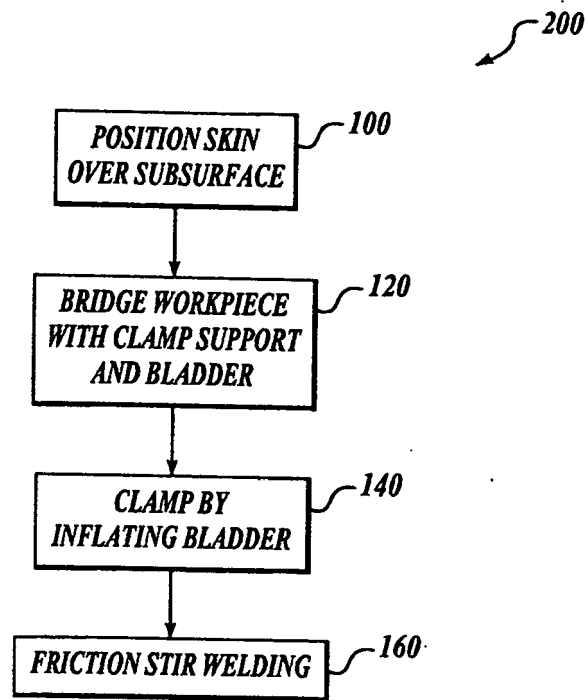 200
POSITION SKIN
OVER SUBSURFACE
100
BRIDGE WORKPIECE
WITH CLAMP SUPPORT
AND BLADDER
120
CLAMP BY
INFLATING BLADDER
140
FRICTION STIR WELDING
160